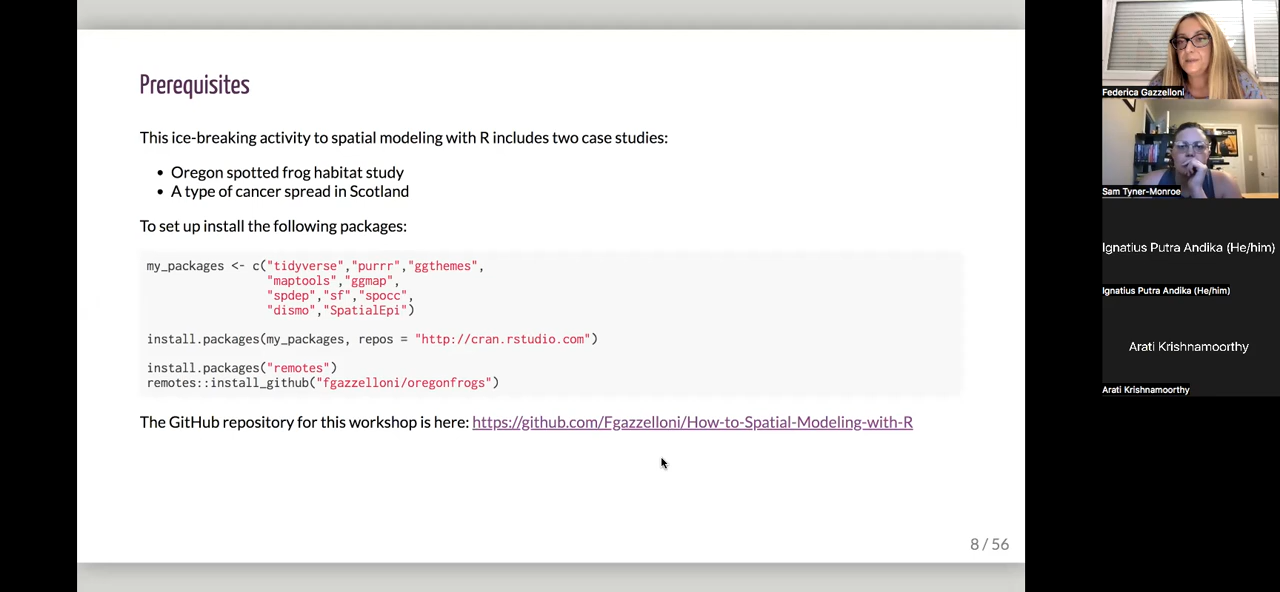 Prerequisites
This ice-breaking activity to spatial modeling with R includes two case studies:
• Oregon spotted frog habitat study
• A type of cancer spread in Scotland
To set up install the following packages:
my_packages <- c("tidyverse","purrr","ggthemes",
"maptools","ggmap",
"spdep","sf","spocc",
"dismo","SpatialEpi")
install.packages(my_packages, repos = "http://cran.rstudio.com")
install.packages("remotes")
remotes::install_github("fgazzelloni/oregonfrogs")
The GitHub repository for this workshop is here: https://github.com/Fgazzelloni/How-to-Spatial-Modeling-with-R
8 / 56
Federica Gazzelloni
Sam Tyner-Monroe
Ignatius Putra Andika (He/him)
Ignatius Putra Andika (He/him)
Arati Krishnamoorthy
Arati Krishnamoorthy